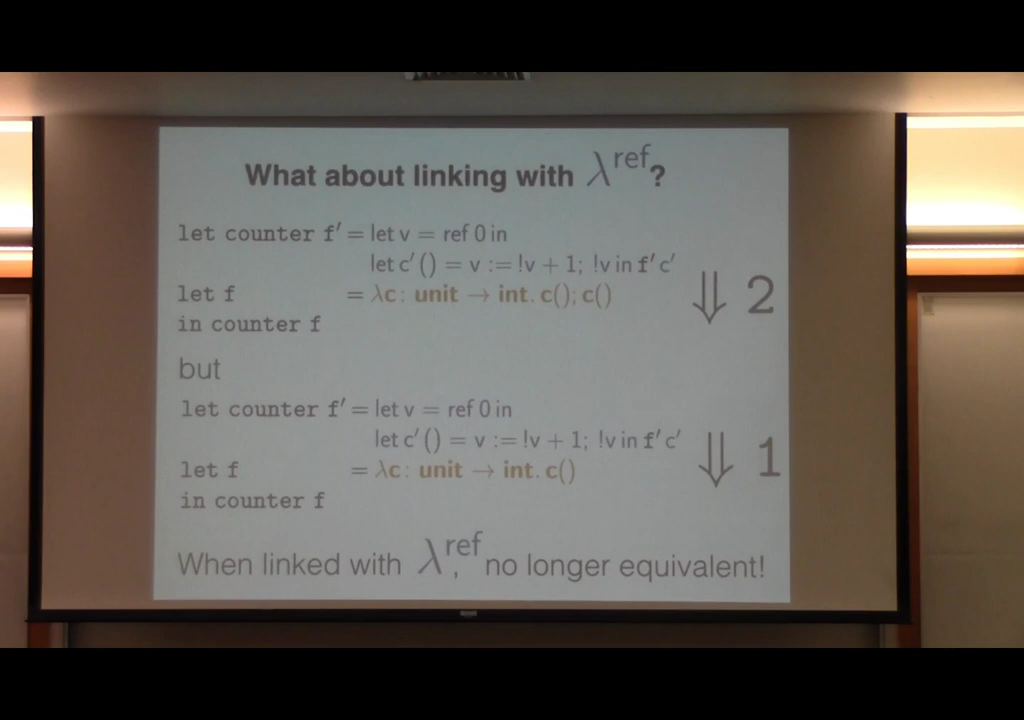 What about linking with λ^ref?
let counter f′ = let v = ref 0 in
let c′ () = v := !v + 1; !v in f′ c′
let f = λc: unit → int. c(); c()
in counter f
⇓ 2
but
let counter f′ = let v = ref 0 in
let c′ () = v := !v + 1; !v in f′ c′
let f = λc: unit → int. c()
in counter f
⇓ 1
When linked with λ^ref, no longer equivalent!